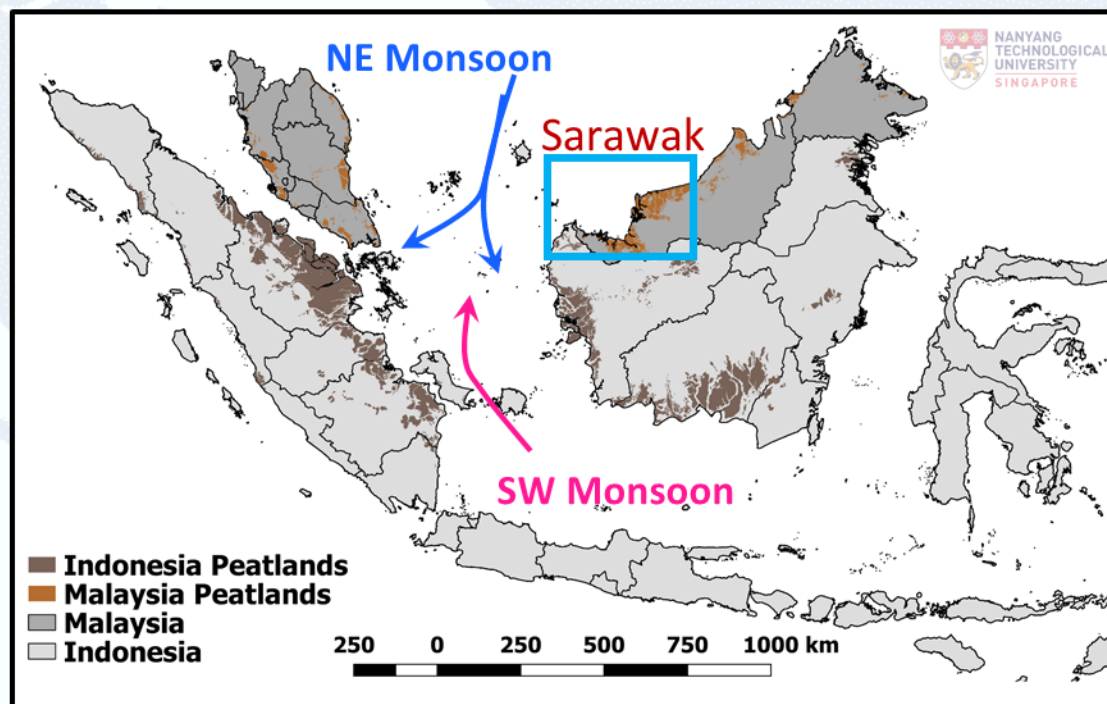 NE Monsoon
NANYANG
TECHNOLOGICAL
UNIVERSITY
SINGAPORE
Sarawak
SW Monsoon
Indonesia Peatlands
Malaysia Peatlands
Malaysia
Indonesia
250 0 250 500 750 1000 km